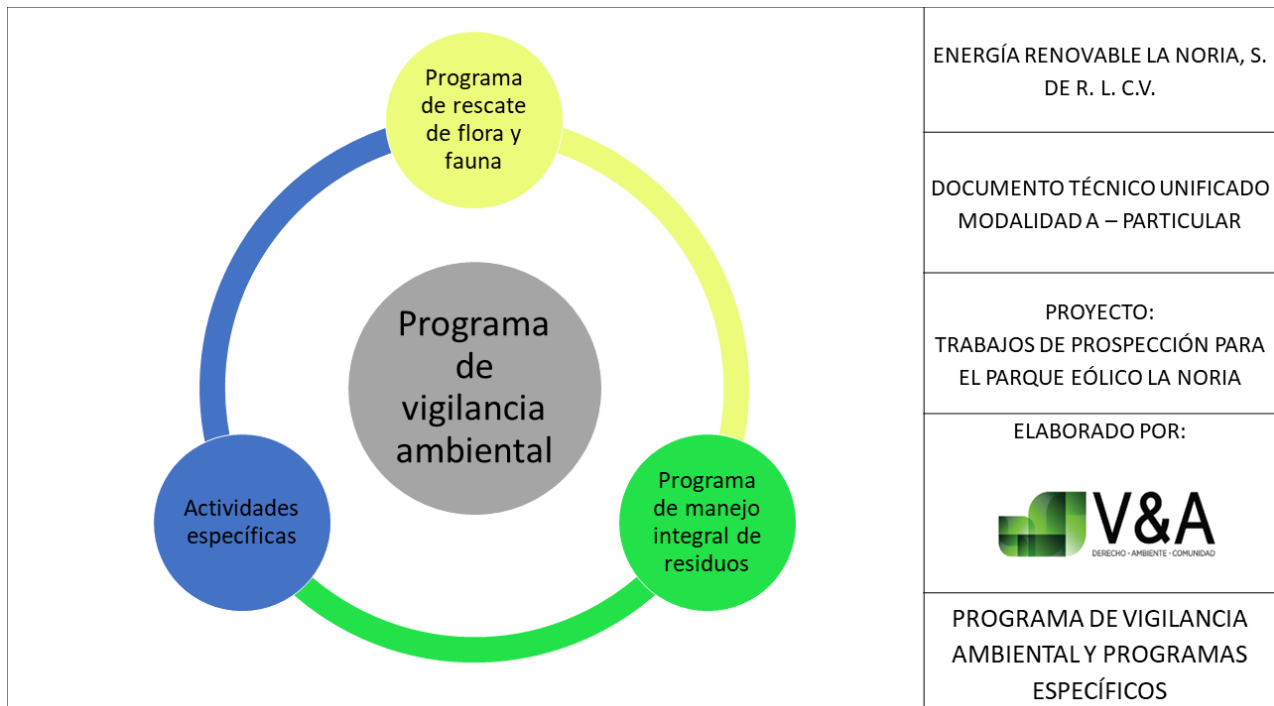 Programa
de rescate
de flora y
fauna
Programa
de
vigilancia
ambiental
Actividades
específicas
Programa
de manejo
integral de
residuos
ENERGÍA RENOVABLE LA NORIA, S.
DE R. L. C.V.
DOCUMENTO TÉCNICO UNIFICADO
MODALIDAD A – PARTICULAR
PROYECTO:
TRABAJOS DE PROSPECCIÓN PARA
EL PARQUE EÓLICO LA NORIA
ELABORADO POR:
V&A
DERECHO • AMBIENTE • COMUNIDAD
PROGRAMA DE VIGILANCIA
AMBIENTAL Y PROGRAMAS
ESPECÍFICOS